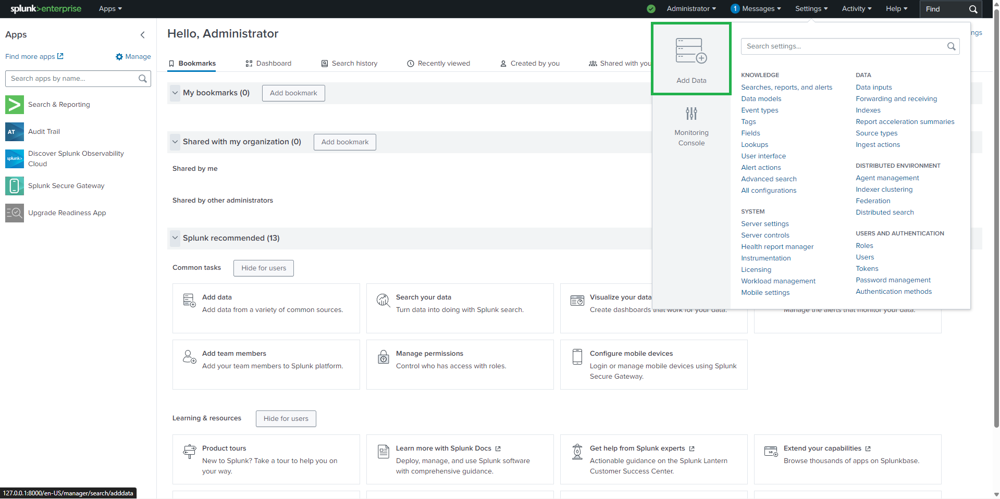 splunk>enterprise Apps Administrator 1 Messages Settings Activity Help Find
Apps
Find more apps Manage
Search apps by name...
Search & Reporting
AT Audit Trail
splunk> Discover Splunk Observability
Cloud
Splunk Secure Gateway
Upgrade Readiness App
Hello, Administrator
ngs
Bookmarks Dashboard Search history Recently viewed Created by you Shared with you
My bookmarks (0) Add bookmark
Shared with my organization (0) Add bookmark
Shared by me
Shared by other administrators
Splunk recommended (13)
Common tasks Hide for users
Add data
Add data from a variety of common sources.
Search your data
Turn data into doing with Splunk search.
Visualize your data
Create dashboards that work for your data.
Manage the alerts that monitor your data.
Add team members
Add your team members to Splunk platform.
Manage permissions
Control who has access with roles.
Configure mobile devices
Login or manage mobile devices using Splunk
Secure Gateway.
Learning & resources Hide for users
Product tours
New to Splunk? Take a tour to help you on
your way.
Learn more with Splunk Docs
Deploy, manage, and use Splunk software
with comprehensive guidance.
Get help from Splunk experts
Actionable guidance on the Splunk Lantern
Customer Success Center.
Extend your capabilities
Browse thousands of apps on Splunkbase.
Add Data
Monitoring
Console
Search settings...
KNOWLEDGE
Searches, reports, and alerts
Data models
Event types
Tags
Fields
Lookups
User interface
Alert actions
Advanced search
All configurations
SYSTEM
Server settings
Server controls
Health report manager
Instrumentation
Licensing
Workload management
Mobile settings
DATA
Data inputs
Forwarding and receiving
Indexes
Report acceleration summaries
Source types
Ingest actions
DISTRIBUTED ENVIRONMENT
Agent management
Indexer clustering
Federation
Distributed search
USERS AND AUTHENTICATION
Roles
Users
Tokens
Password management
Authentication methods
127.0.0.1:8000/en-US/manager/search/adddata